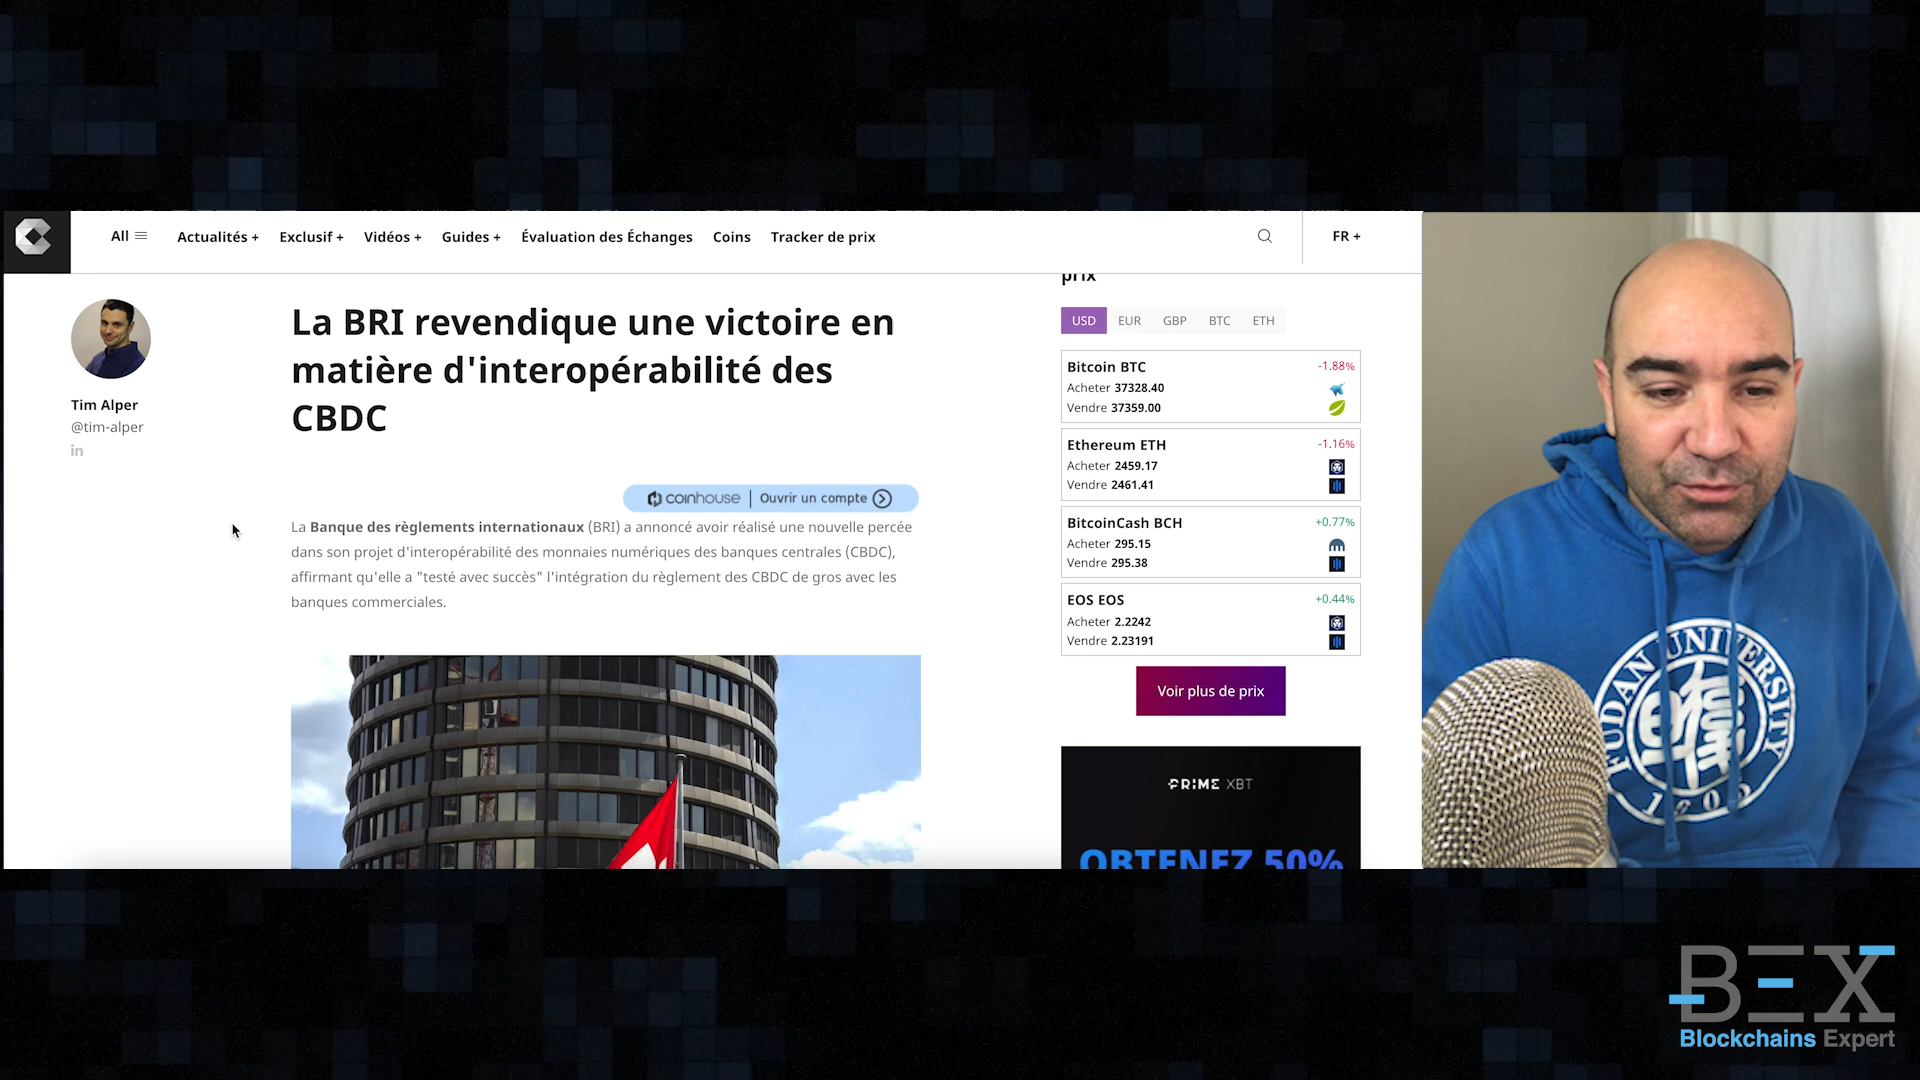 All
Actualités +
Exclusif +
Vidéos +
Guides +
Évaluation des Échanges
Coins
Tracker de prix
FR +
Tim Alper
@tim-alper
in
La BRI revendique une victoire en
matière d'interopérabilité des
CBDC
coinhouse | Ouvrir un compte
La Banque des règlements internationaux (BRI) a annoncé avoir réalisé une nouvelle percée
dans son projet d'interopérabilité des monnaies numériques des banques centrales (CBDC),
affirmant qu'elle a "testé avec succès" l'intégration du règlement des CBDC de gros avec les
banques commerciales.
prix
USD EUR GBP BTC ETH
Bitcoin BTC -1.88%
Acheter 37328.40
Vendre 37359.00
Ethereum ETH -1.16%
Acheter 2459.17
Vendre 2461.41
BitcoinCash BCH +0.77%
Acheter 295.15
Vendre 295.38
EOS EOS +0.44%
Acheter 2.2242
Vendre 2.23191
Voir plus de prix
PRIME XBT
OBTENEZ 50%
FUDAN UNIVERSITY
1905
BEX
Blockchains Expert